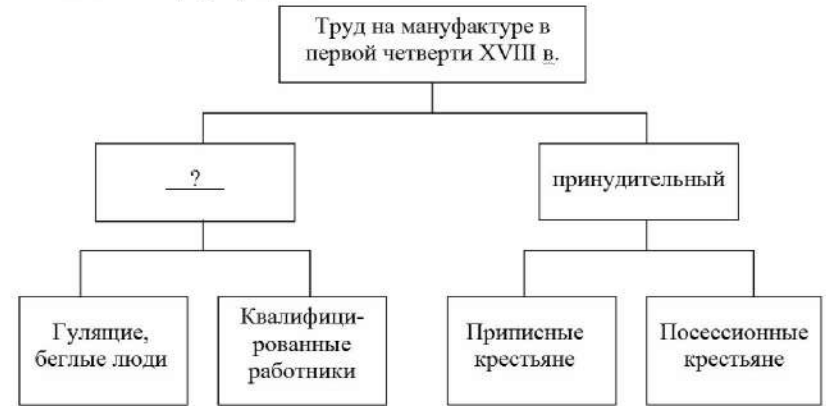 Труд на мануфактуре в
первой четверти XVIII в.
?
принудительный
Гулящие,
беглые люди
Квалифици-
рованные
работники
Приписные
крестьяне
Посессионные
крестьяне